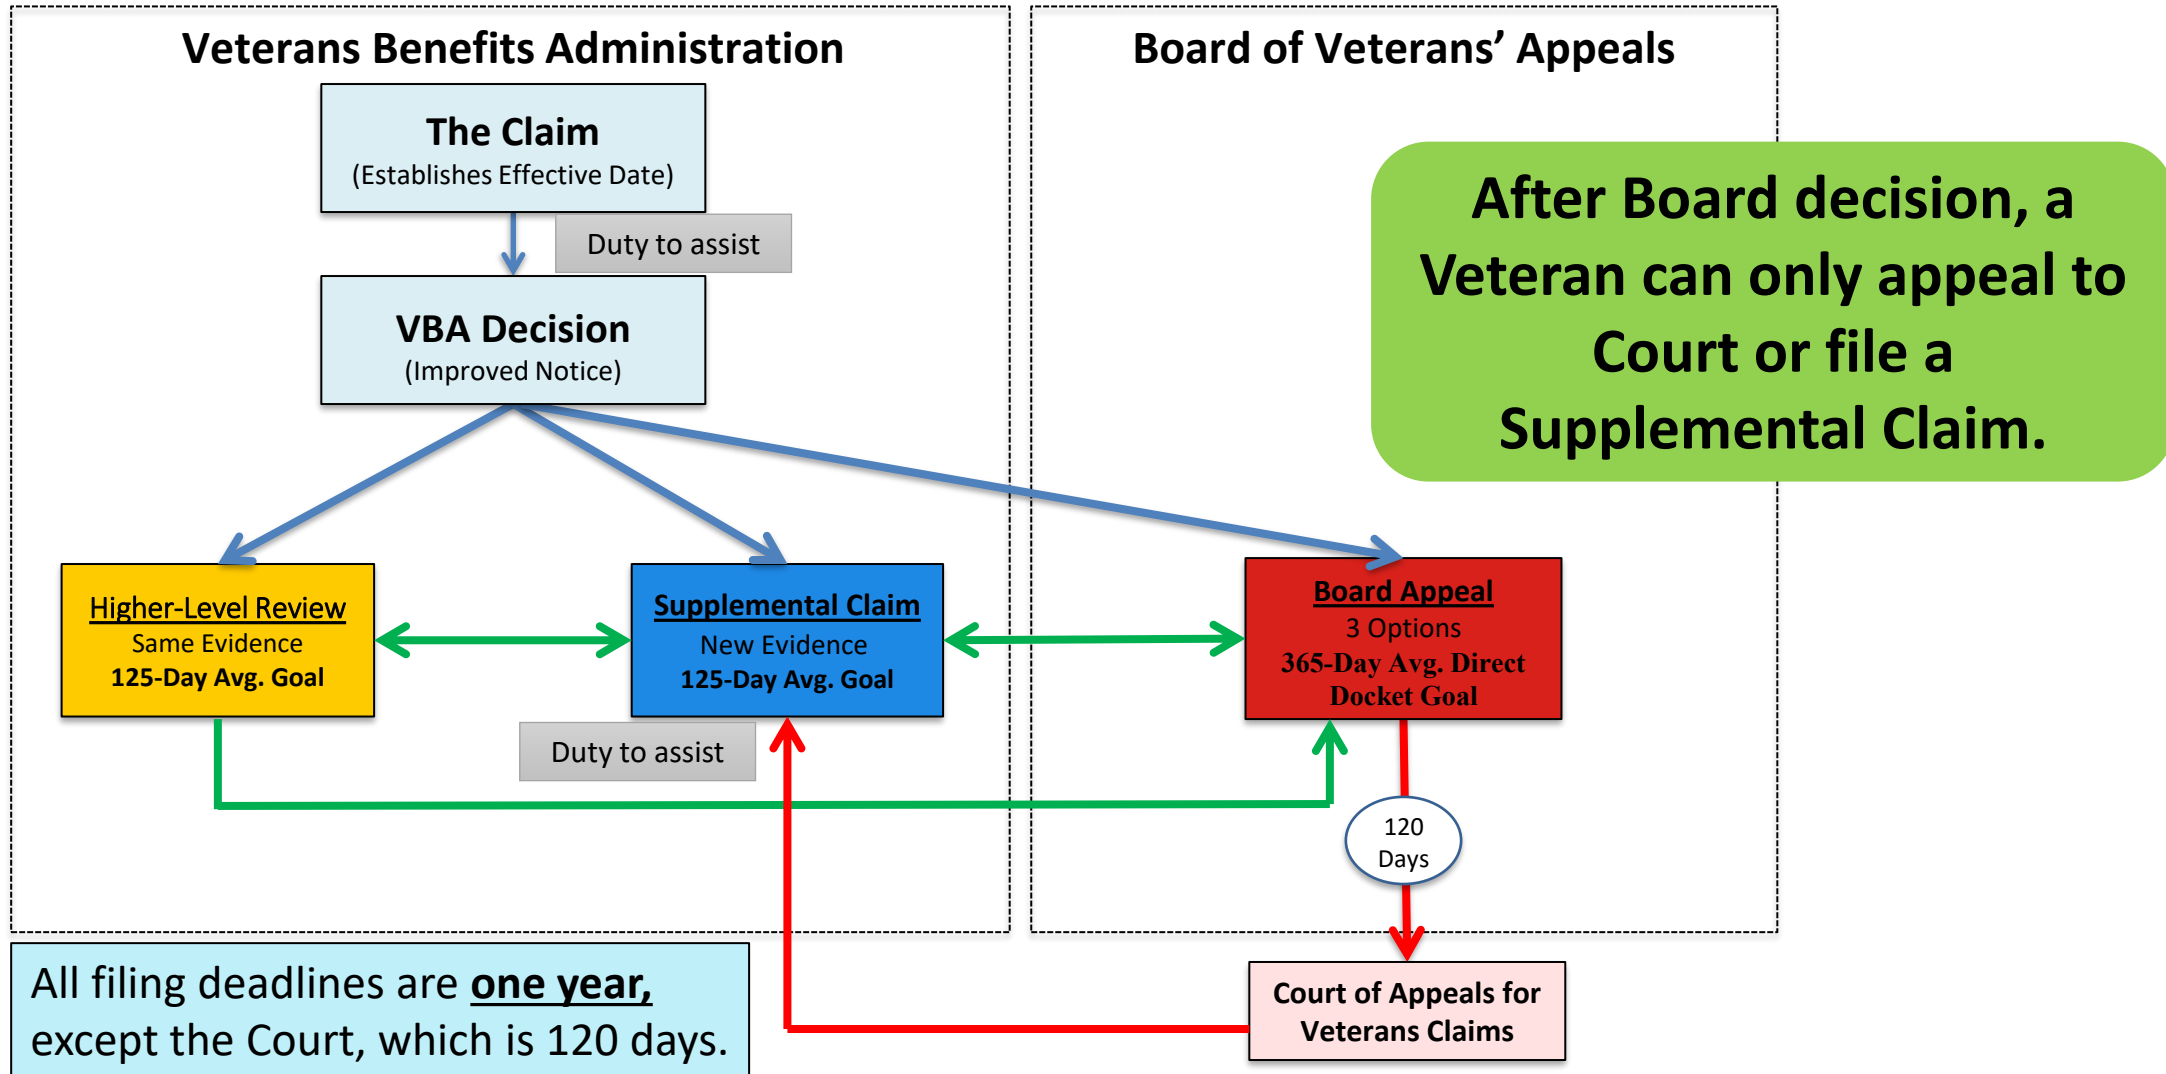 Veterans Benefits Administration
The Claim
(Establishes Effective Date)
Duty to assist
VBA Decision
(Improved Notice)
Higher-Level Review
Same Evidence
125-Day Avg. Goal
Supplemental Claim
New Evidence
125-Day Avg. Goal
Duty to assist
Board of Veterans’ Appeals
After Board decision, a
Veteran can only appeal to
Court or file a
Supplemental Claim.
Board Appeal
3 Options
365-Day Avg. Direct
Docket Goal
120
Days
Court of Appeals for
Veterans Claims
All filing deadlines are one year,
except the Court, which is 120 days.